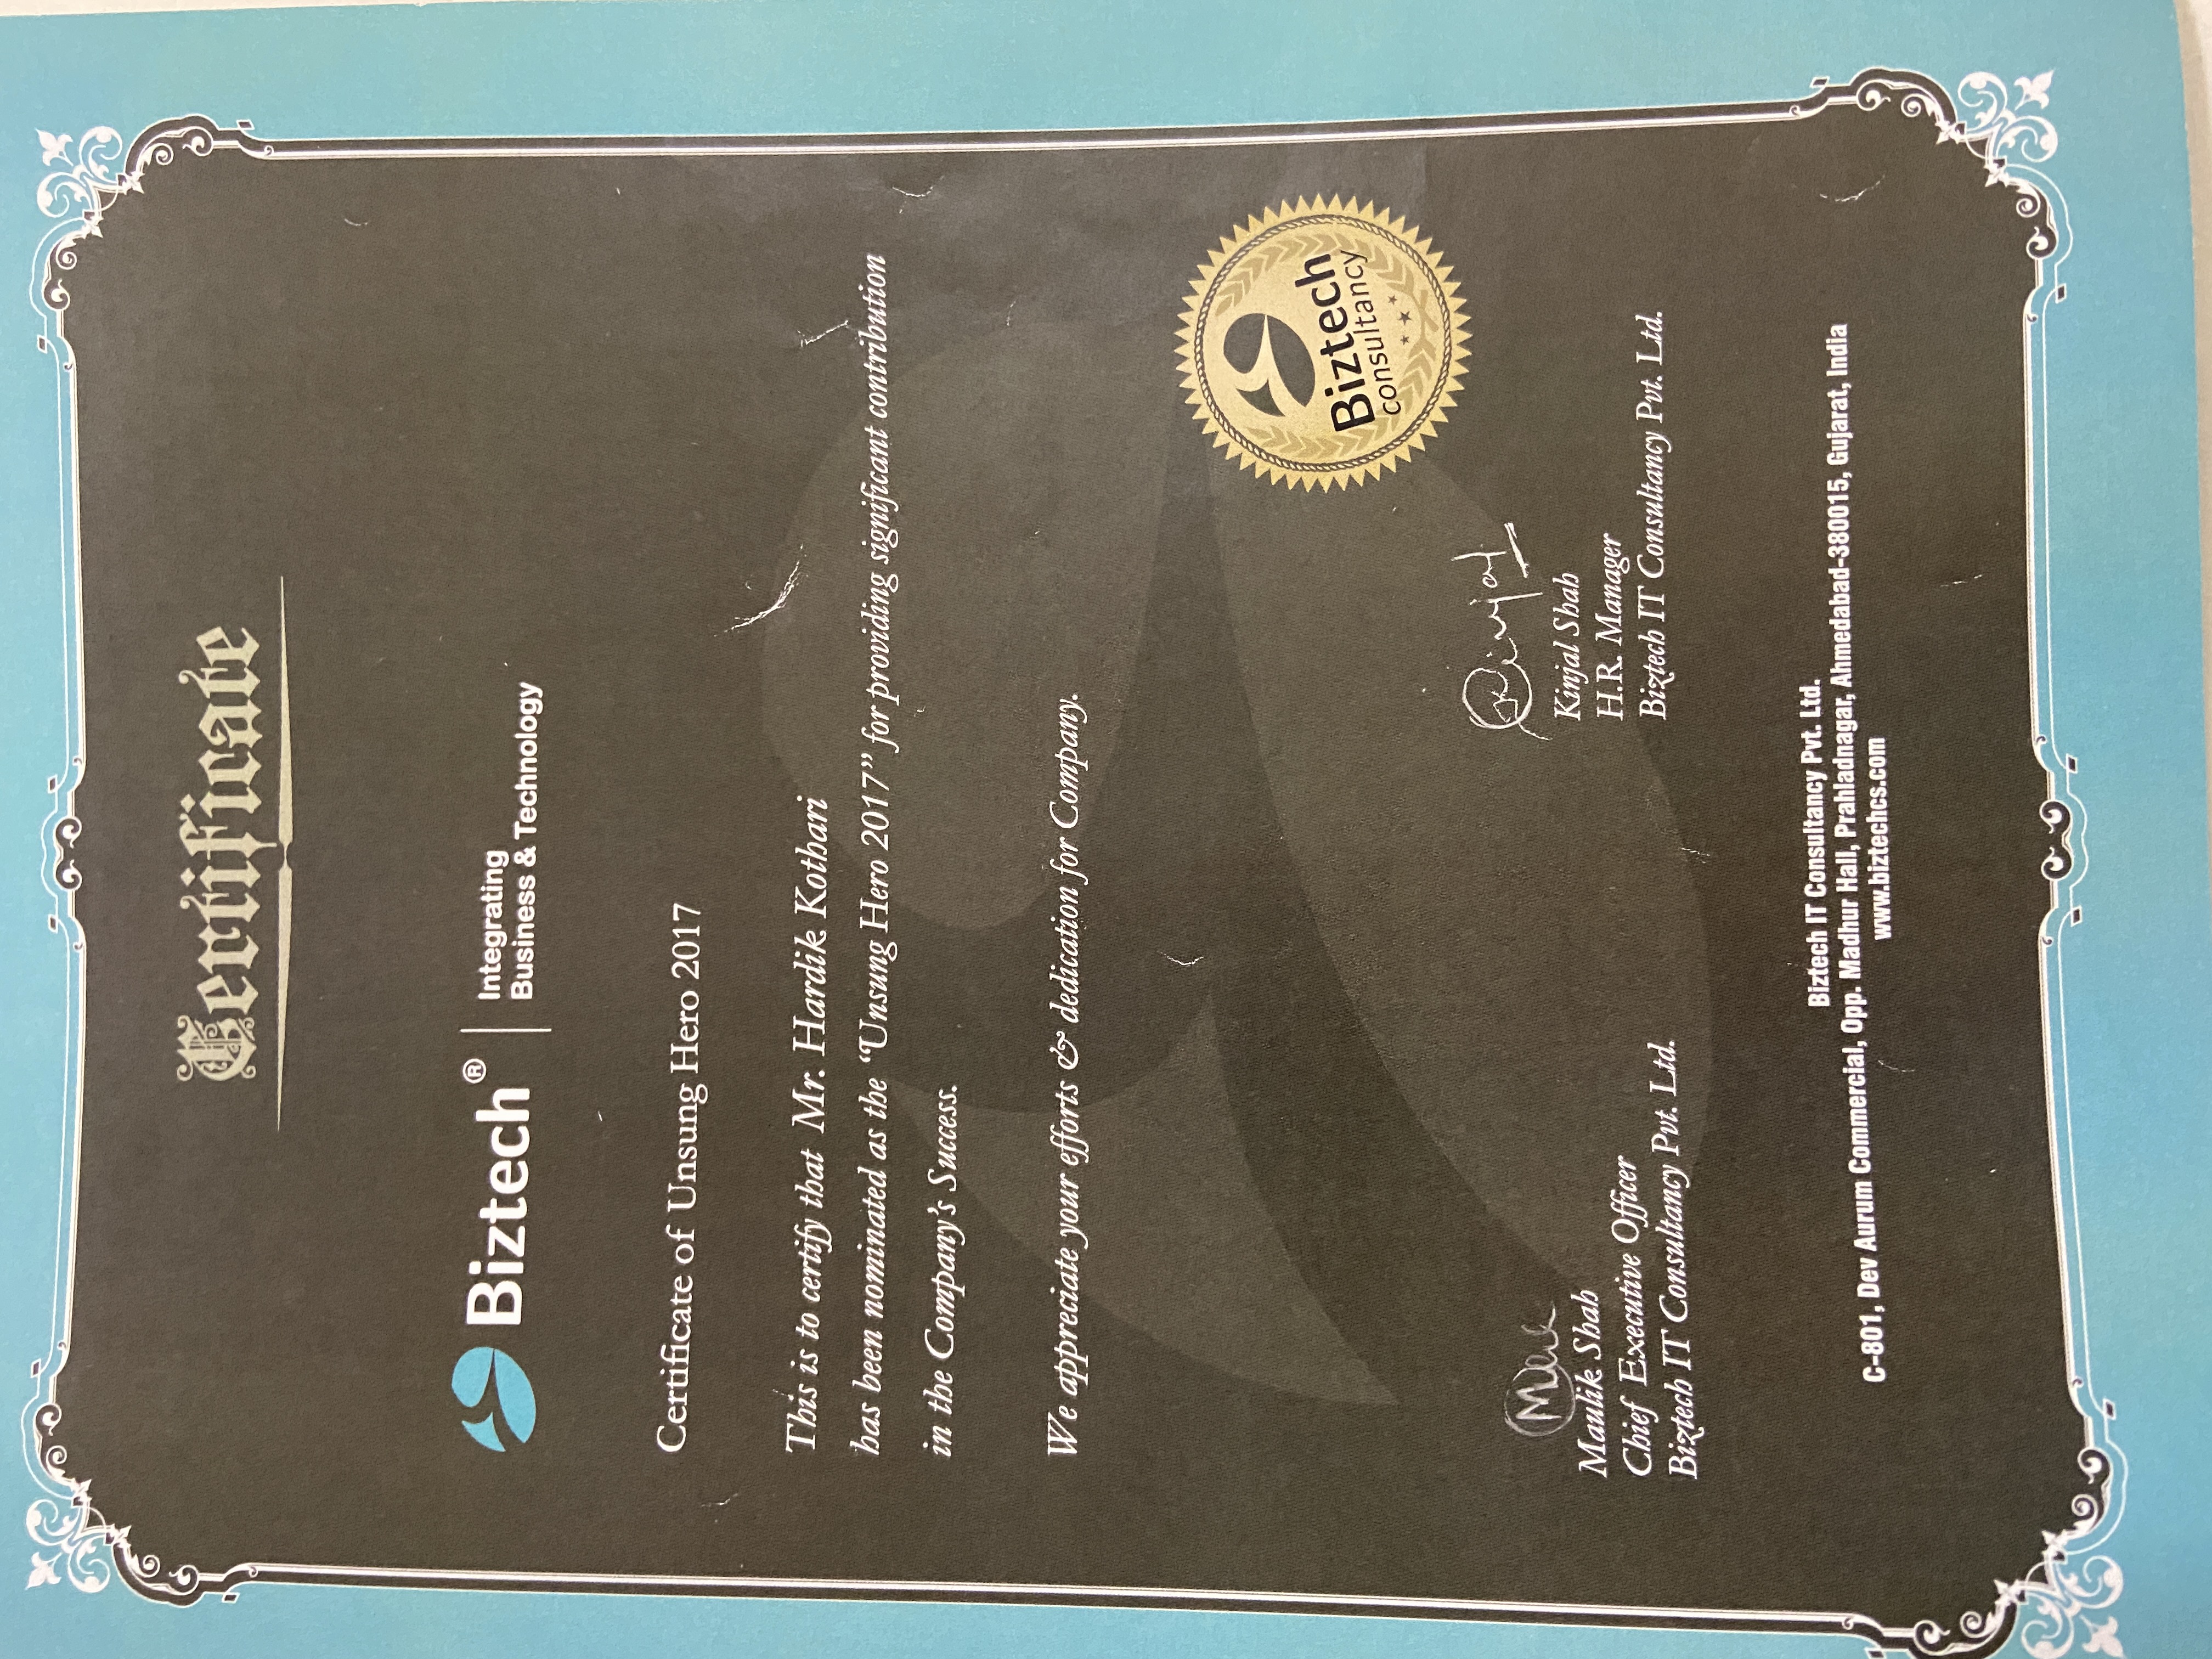 Certificate
Biztech®
Integrating
Business & Technology
Certificate of Unsung Hero 2017
This is to certify that Mr. Hardik Kothari
has been nominated as the “Unsung Hero 2017” for providing significant contribution
in the Company’s Success.
We appreciate your efforts & dedication for Company.
Biztech
consultancy
Kinjal
Maulik Shah
Chief Executive Officer
Biztech IT Consultancy Pvt. Ltd.
Kinjal Shah
H.R. Manager
Biztech IT Consultancy Pvt. Ltd.
Biztech IT Consultancy Pvt. Ltd.
C-801, Dev Aurum Commercial, Opp. Madhur Hall, Prahladnagar, Ahmedabad-380015, Gujarat, India
www.biztechcs.com